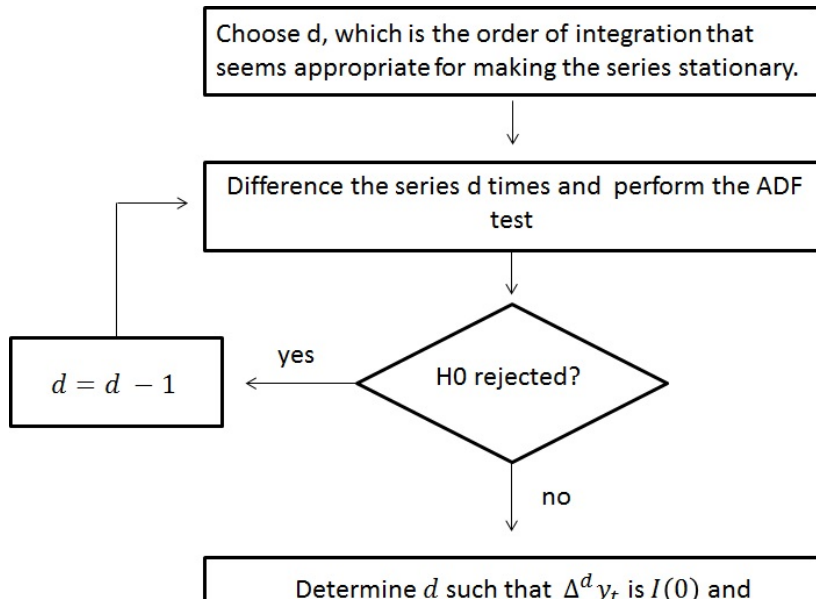 Choose d, which is the order of integration that
seems appropriate for making the series stationary.
Difference the series d times and perform the ADF
test
H0 rejected?
yes
d = d − 1
no
Determine d such that Δ^d y_t is I(0) and